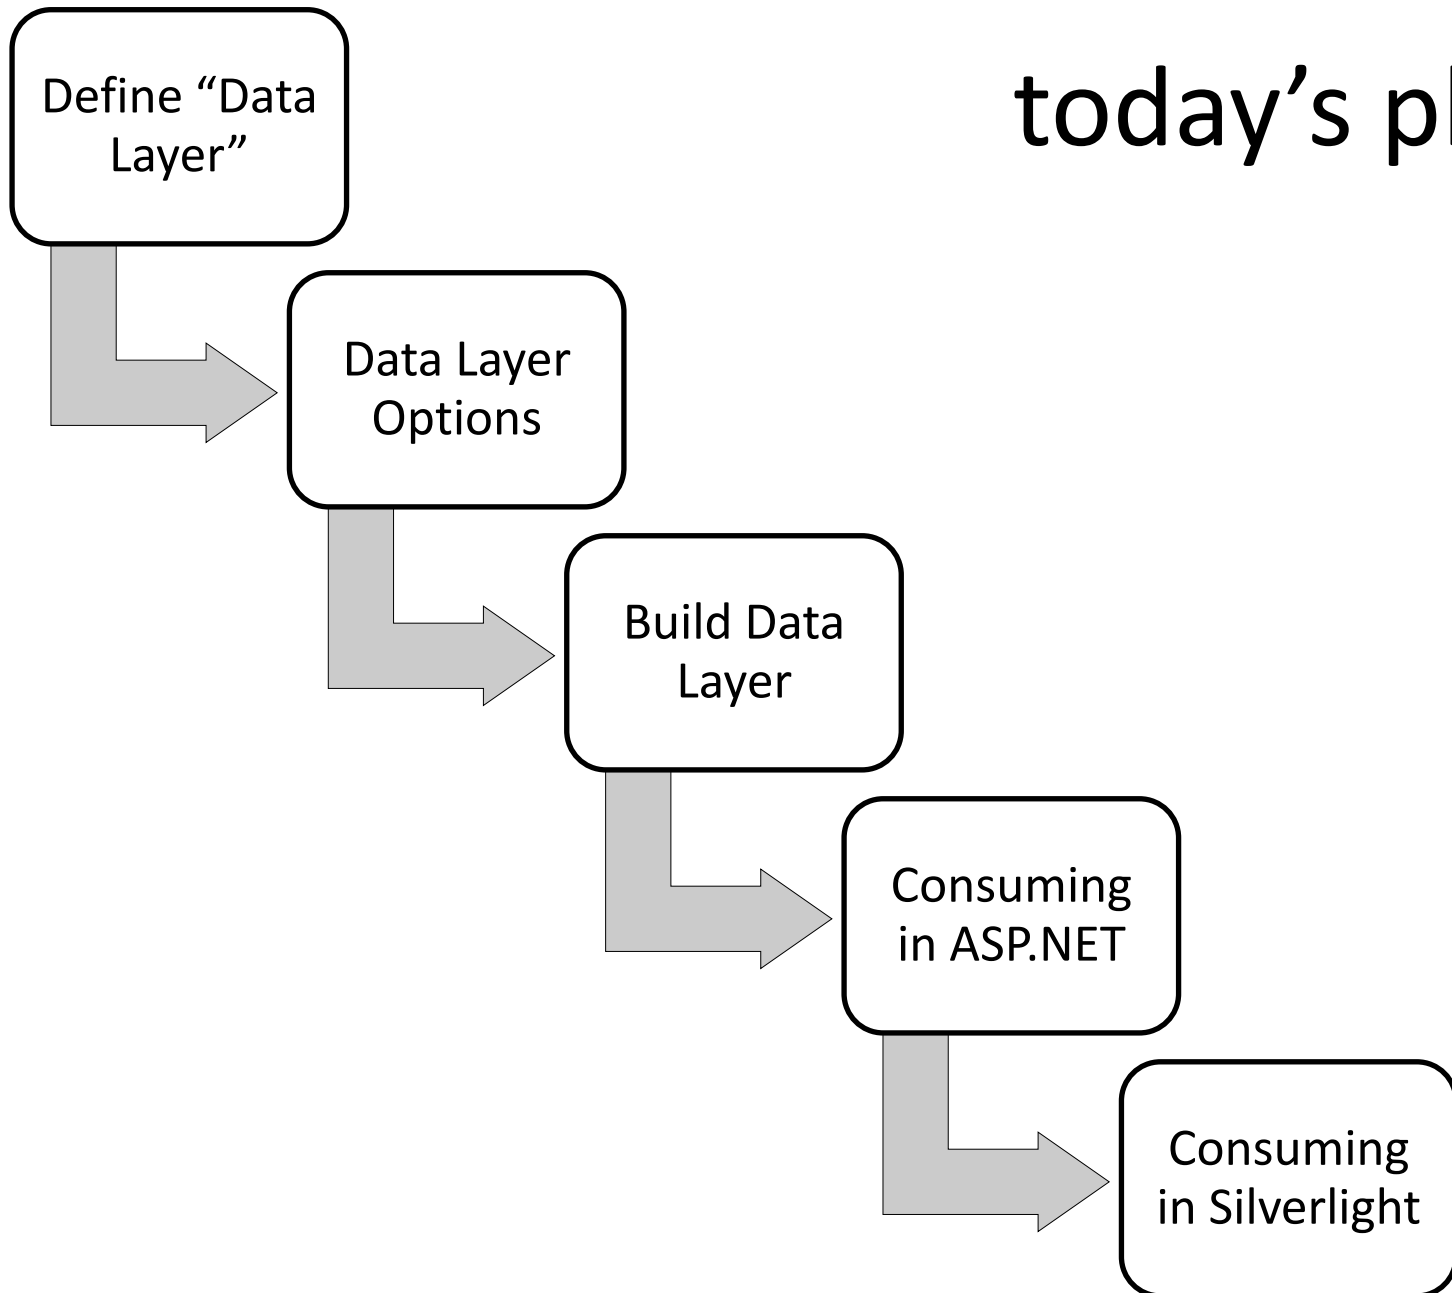 today’s pl
Define “Data
Layer”
Data Layer
Options
Build Data
Layer
Consuming
in ASP.NET
Consuming
in Silverlight